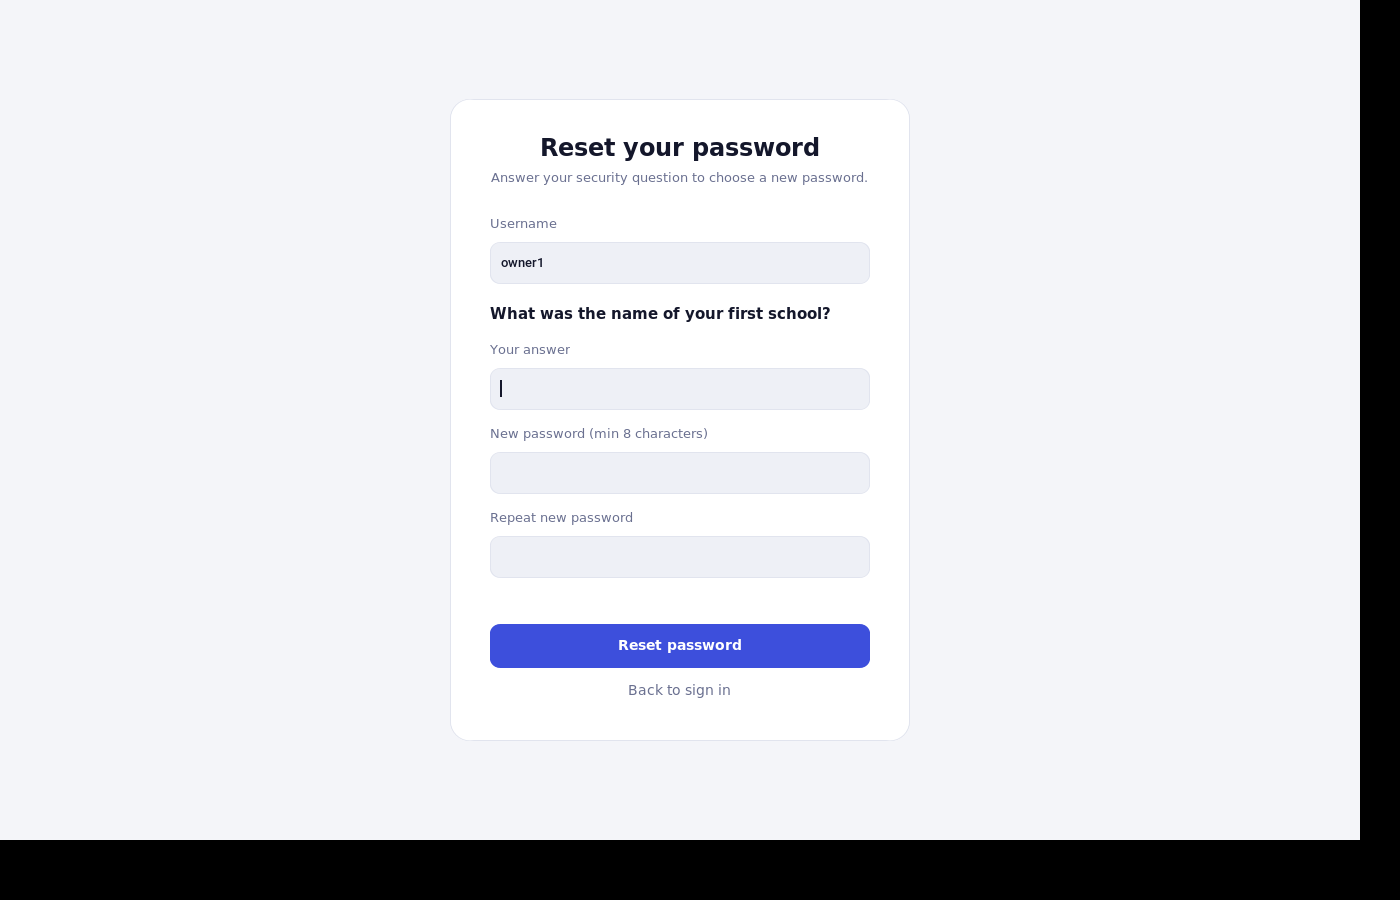 Reset your password
Answer your security question to choose a new password.
Username
owner1
What was the name of your first school?
Your answer
New password (min 8 characters)
Repeat new password
Reset password
Back to sign in